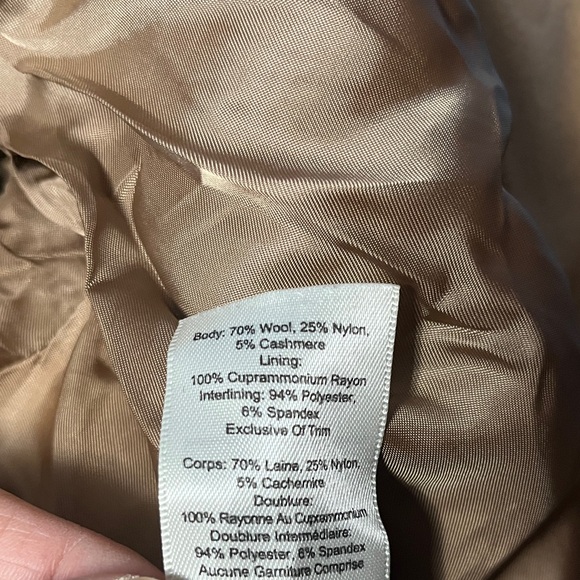 Body: 70% Wool, 25% Nylon,
5% Cashmere
Lining:
100% Cuprammonium Rayon
Interlining: 94% Polyester,
6% Spandex
Exclusive Of Trim
Corps: 70% Laine, 25% Nylon,
5% Cachemire
Doublure:
100% Rayonne Au Cuprammonium
Doublure Intermédiaire:
94% Polyester, 6% Spandex
Aucune Garniture Comprise